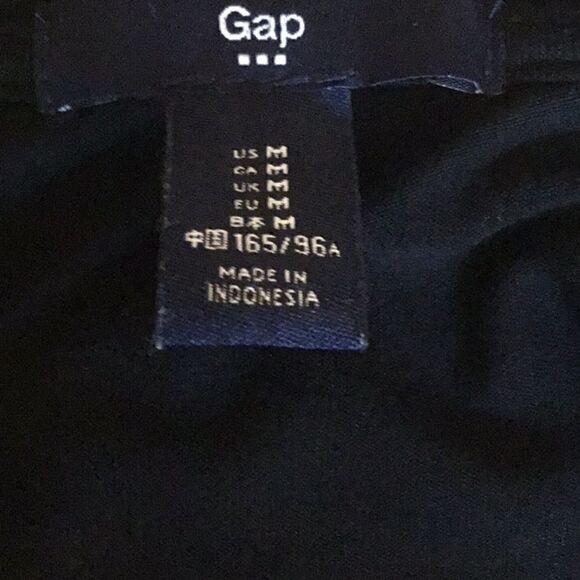 Gap
US M
CA M
UK M
EU M
日本 M
中国 165/96A
MADE IN
INDONESIA